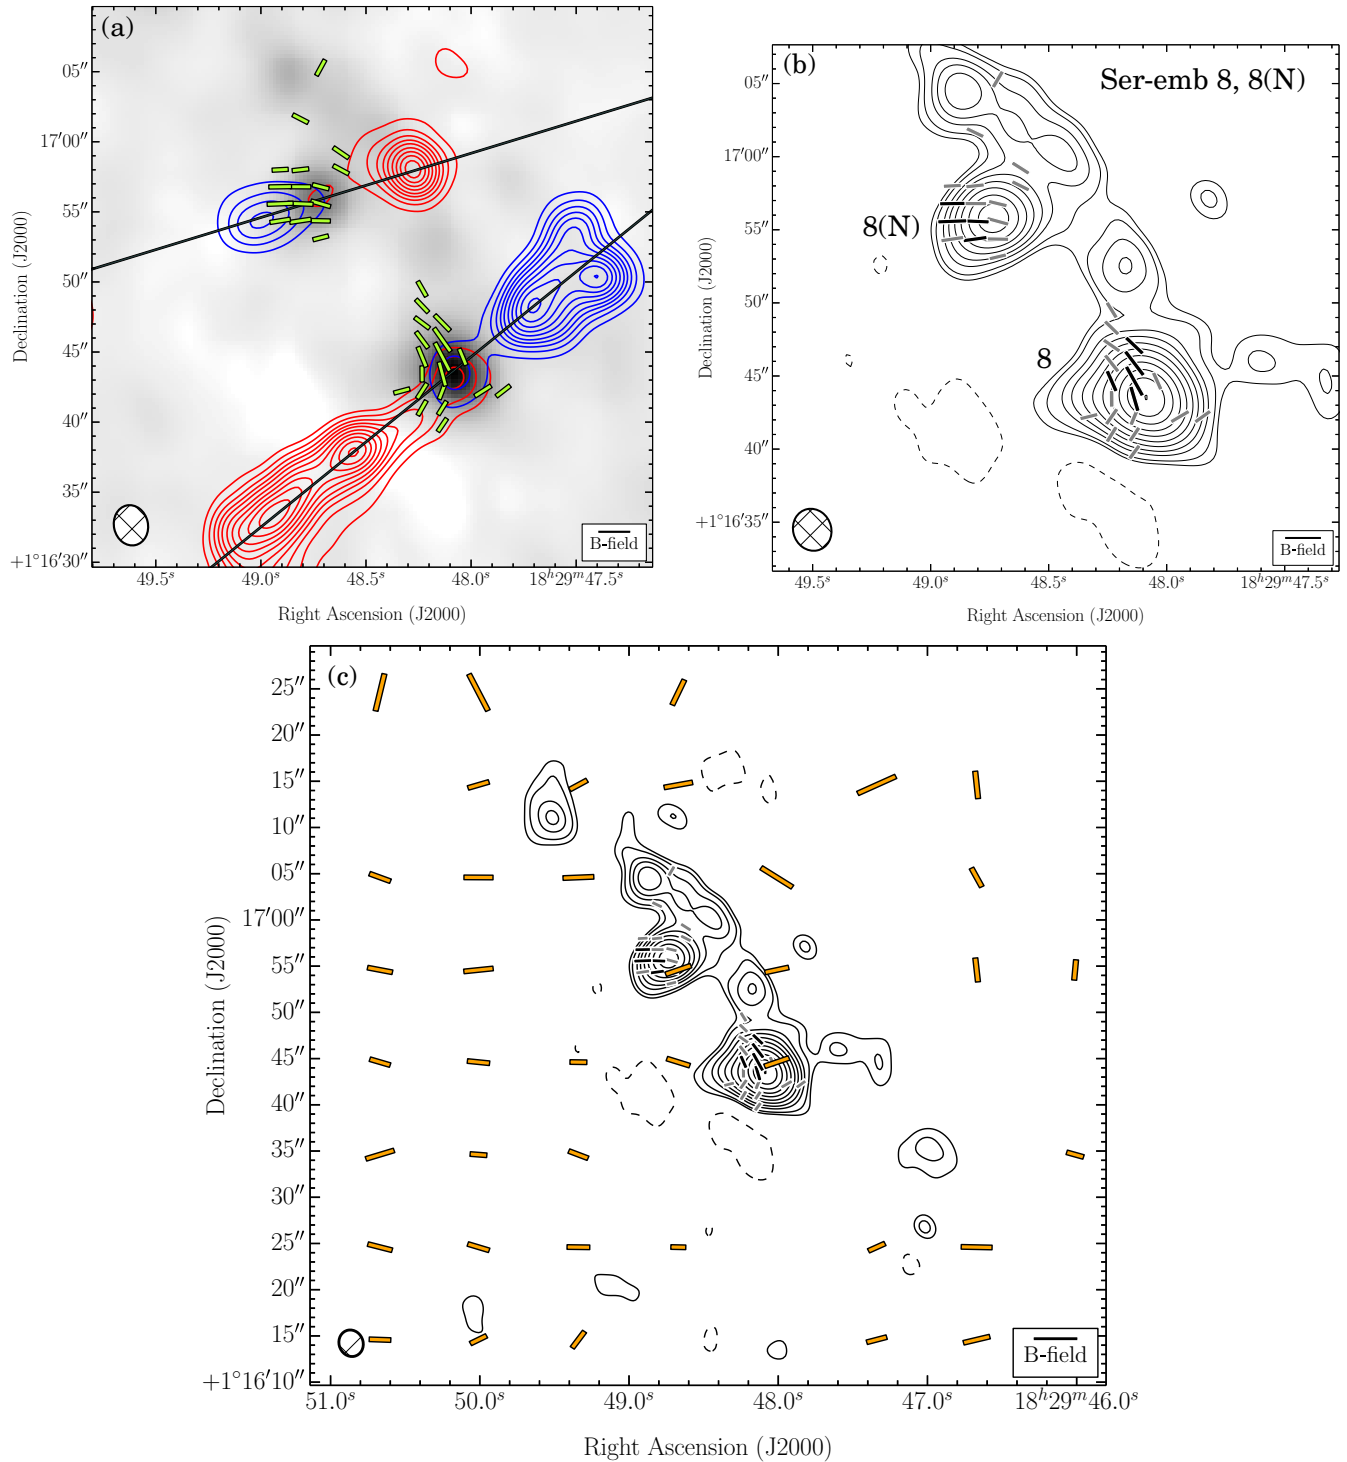 (a)
05″
17′00″
55″
50″
45″
40″
35″
+1°16′30″
Declination (J2000)
B-field
49.5ˢ 49.0ˢ 48.5ˢ 48.0ˢ 18ʰ29ᵐ47.5ˢ
Right Ascension (J2000)
(b)
Ser-emb 8, 8(N)
05″
17′00″
55″
50″
45″
40″
+1°16′35″
Declination (J2000)
8(N)
8
B-field
49.5ˢ 49.0ˢ 48.5ˢ 48.0ˢ 18ʰ29ᵐ47.5ˢ
Right Ascension (J2000)
(c)
25″
20″
15″
10″
05″
17′00″
55″
50″
45″
40″
35″
30″
25″
20″
15″
+1°16′10″
Declination (J2000)
B-field
51.0ˢ 50.0ˢ 49.0ˢ 48.0ˢ 47.0ˢ 18ʰ29ᵐ46.0ˢ
Right Ascension (J2000)